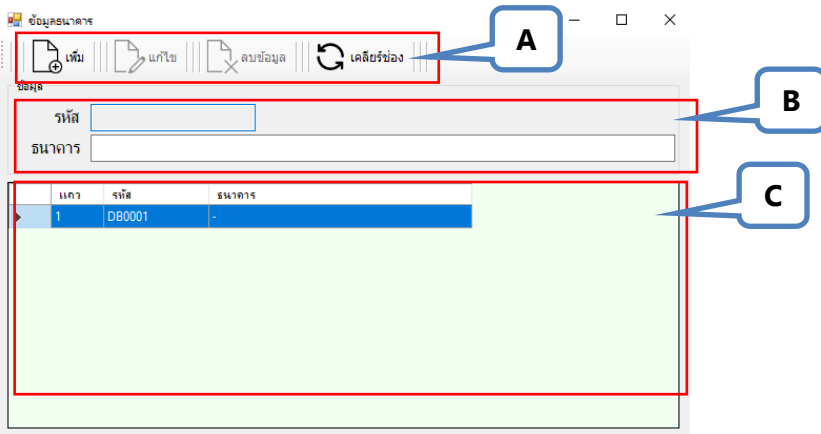 ข้อมูลธนาคาร
A
เพิ่ม แก้ไข ลบข้อมูล เคลียร์ช่อง
ข้อมูล
B
รหัส
ธนาคาร
C
แถว รหัส ธนาคาร
1 DB0001 -